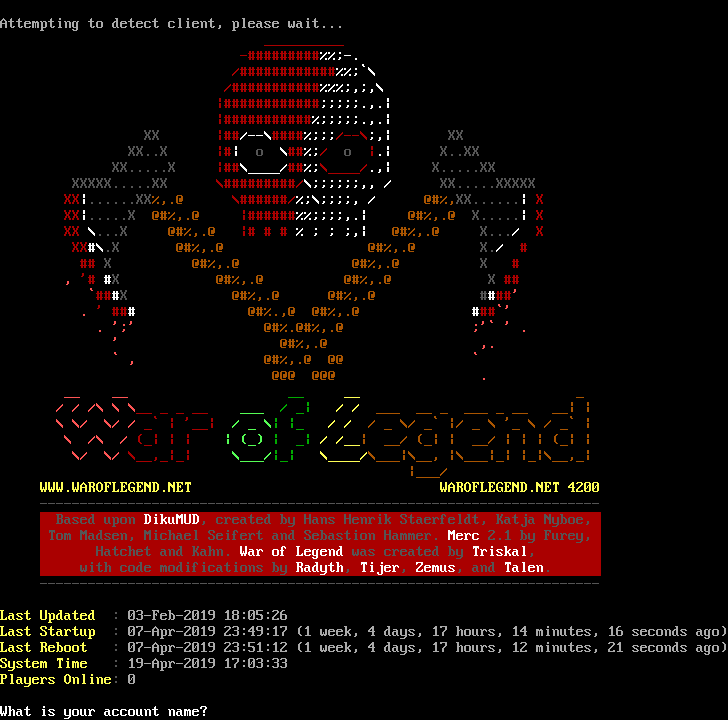 Attempting to detect client, please wait...
War of Legend
WWW.WAROFLEGEND.NET WAROFLEGEND.NET 4200
Based upon DikuMUD, created by Hans Henrik Staerfeldt, Katja Nyboe,
Tom Madsen, Michael Seifert and Sebastion Hammer. Merc 2.1 by Furey,
Hatchet and Kahn. War of Legend was created by Triskal,
with code modifications by Radyth, Tijer, Zemus, and Talen.
Last Updated : 03-Feb-2019 18:05:26
Last Startup : 07-Apr-2019 23:49:17 (1 week, 4 days, 17 hours, 14 minutes, 16 seconds ago)
Last Reboot : 07-Apr-2019 23:51:12 (1 week, 4 days, 17 hours, 12 minutes, 21 seconds ago)
System Time : 19-Apr-2019 17:03:33
Players Online: 0
What is your account name?